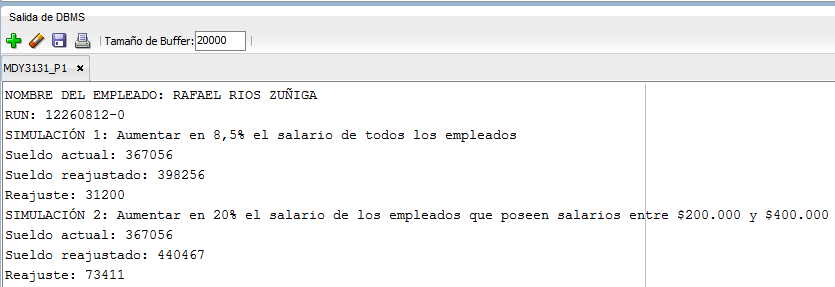 Salida de DBMS
Tamaño de Buffer: 20000
MDY3131_P1
NOMBRE DEL EMPLEADO: RAFAEL RIOS ZUÑIGA
RUN: 12260812-0
SIMULACIÓN 1: Aumentar en 8,5% el salario de todos los empleados
Sueldo actual: 367056
Sueldo reajustado: 398256
Reajuste: 31200
SIMULACIÓN 2: Aumentar en 20% el salario de los empleados que poseen salarios entre $200.000 y $400.000
Sueldo actual: 367056
Sueldo reajustado: 440467
Reajuste: 73411